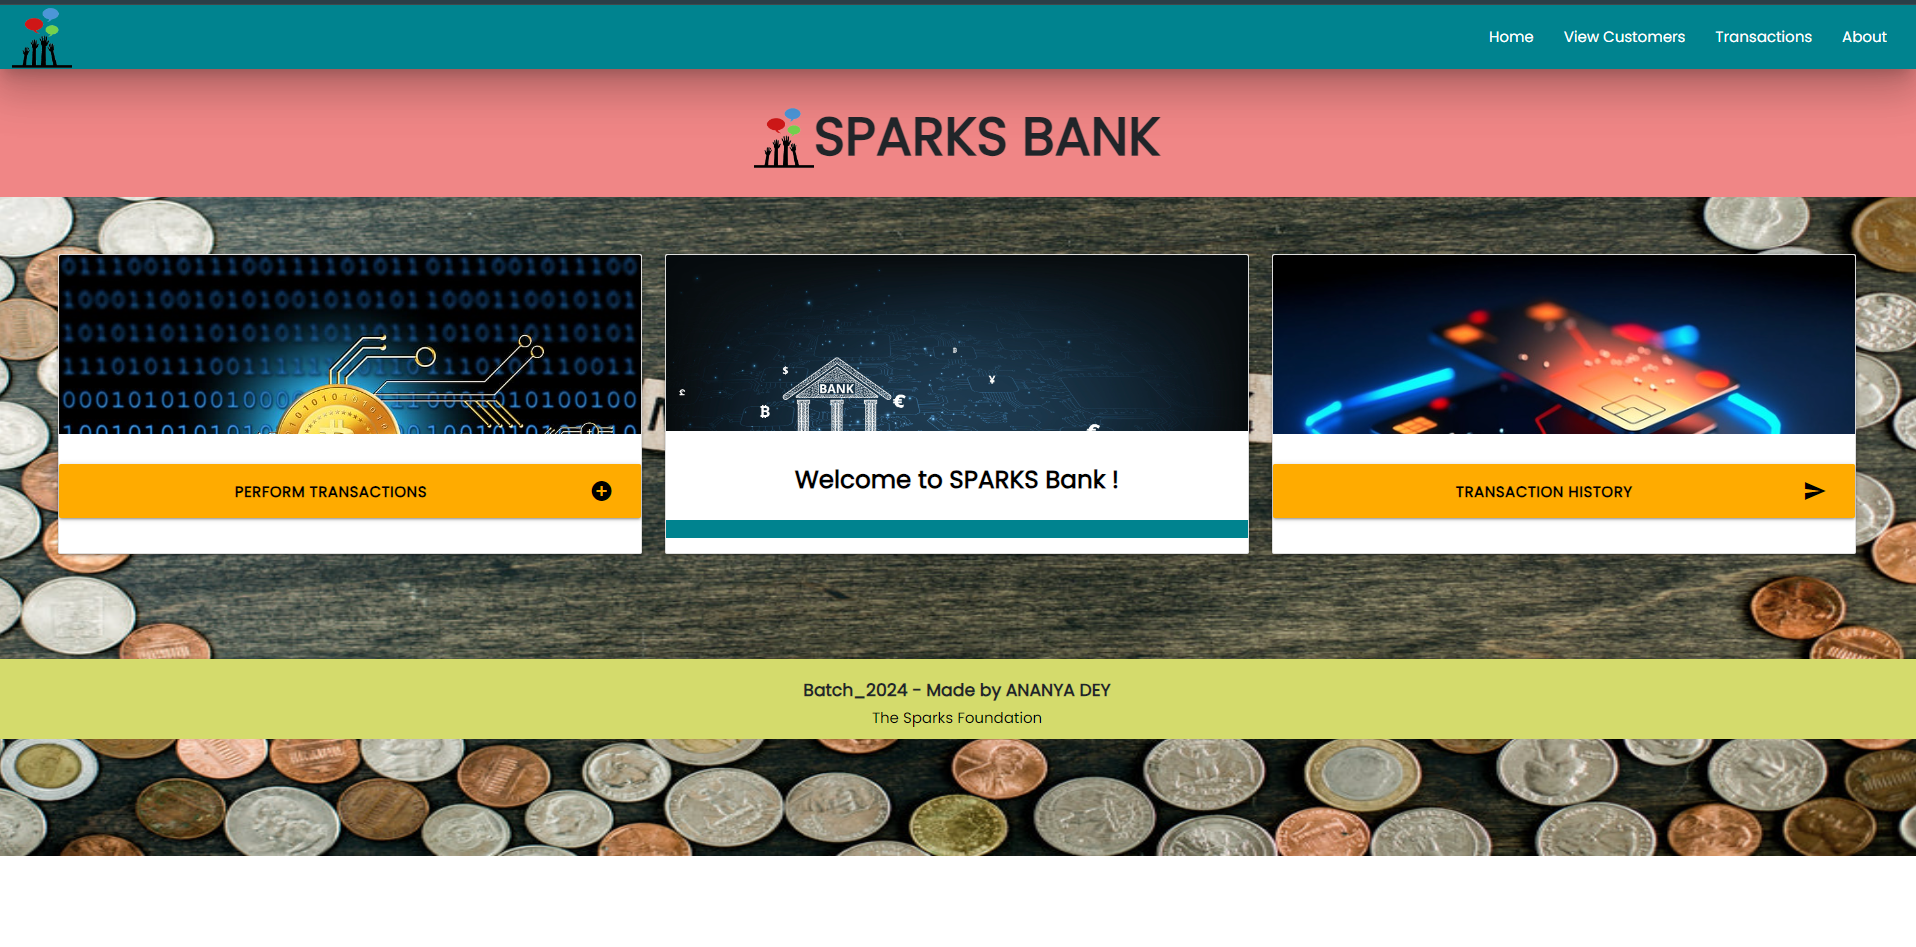 Home View Customers Transactions About
SPARKS BANK
BANK
PERFORM TRANSACTIONS
Welcome to SPARKS Bank !
TRANSACTION HISTORY
Batch_2024 - Made by ANANYA DEY
The Sparks Foundation